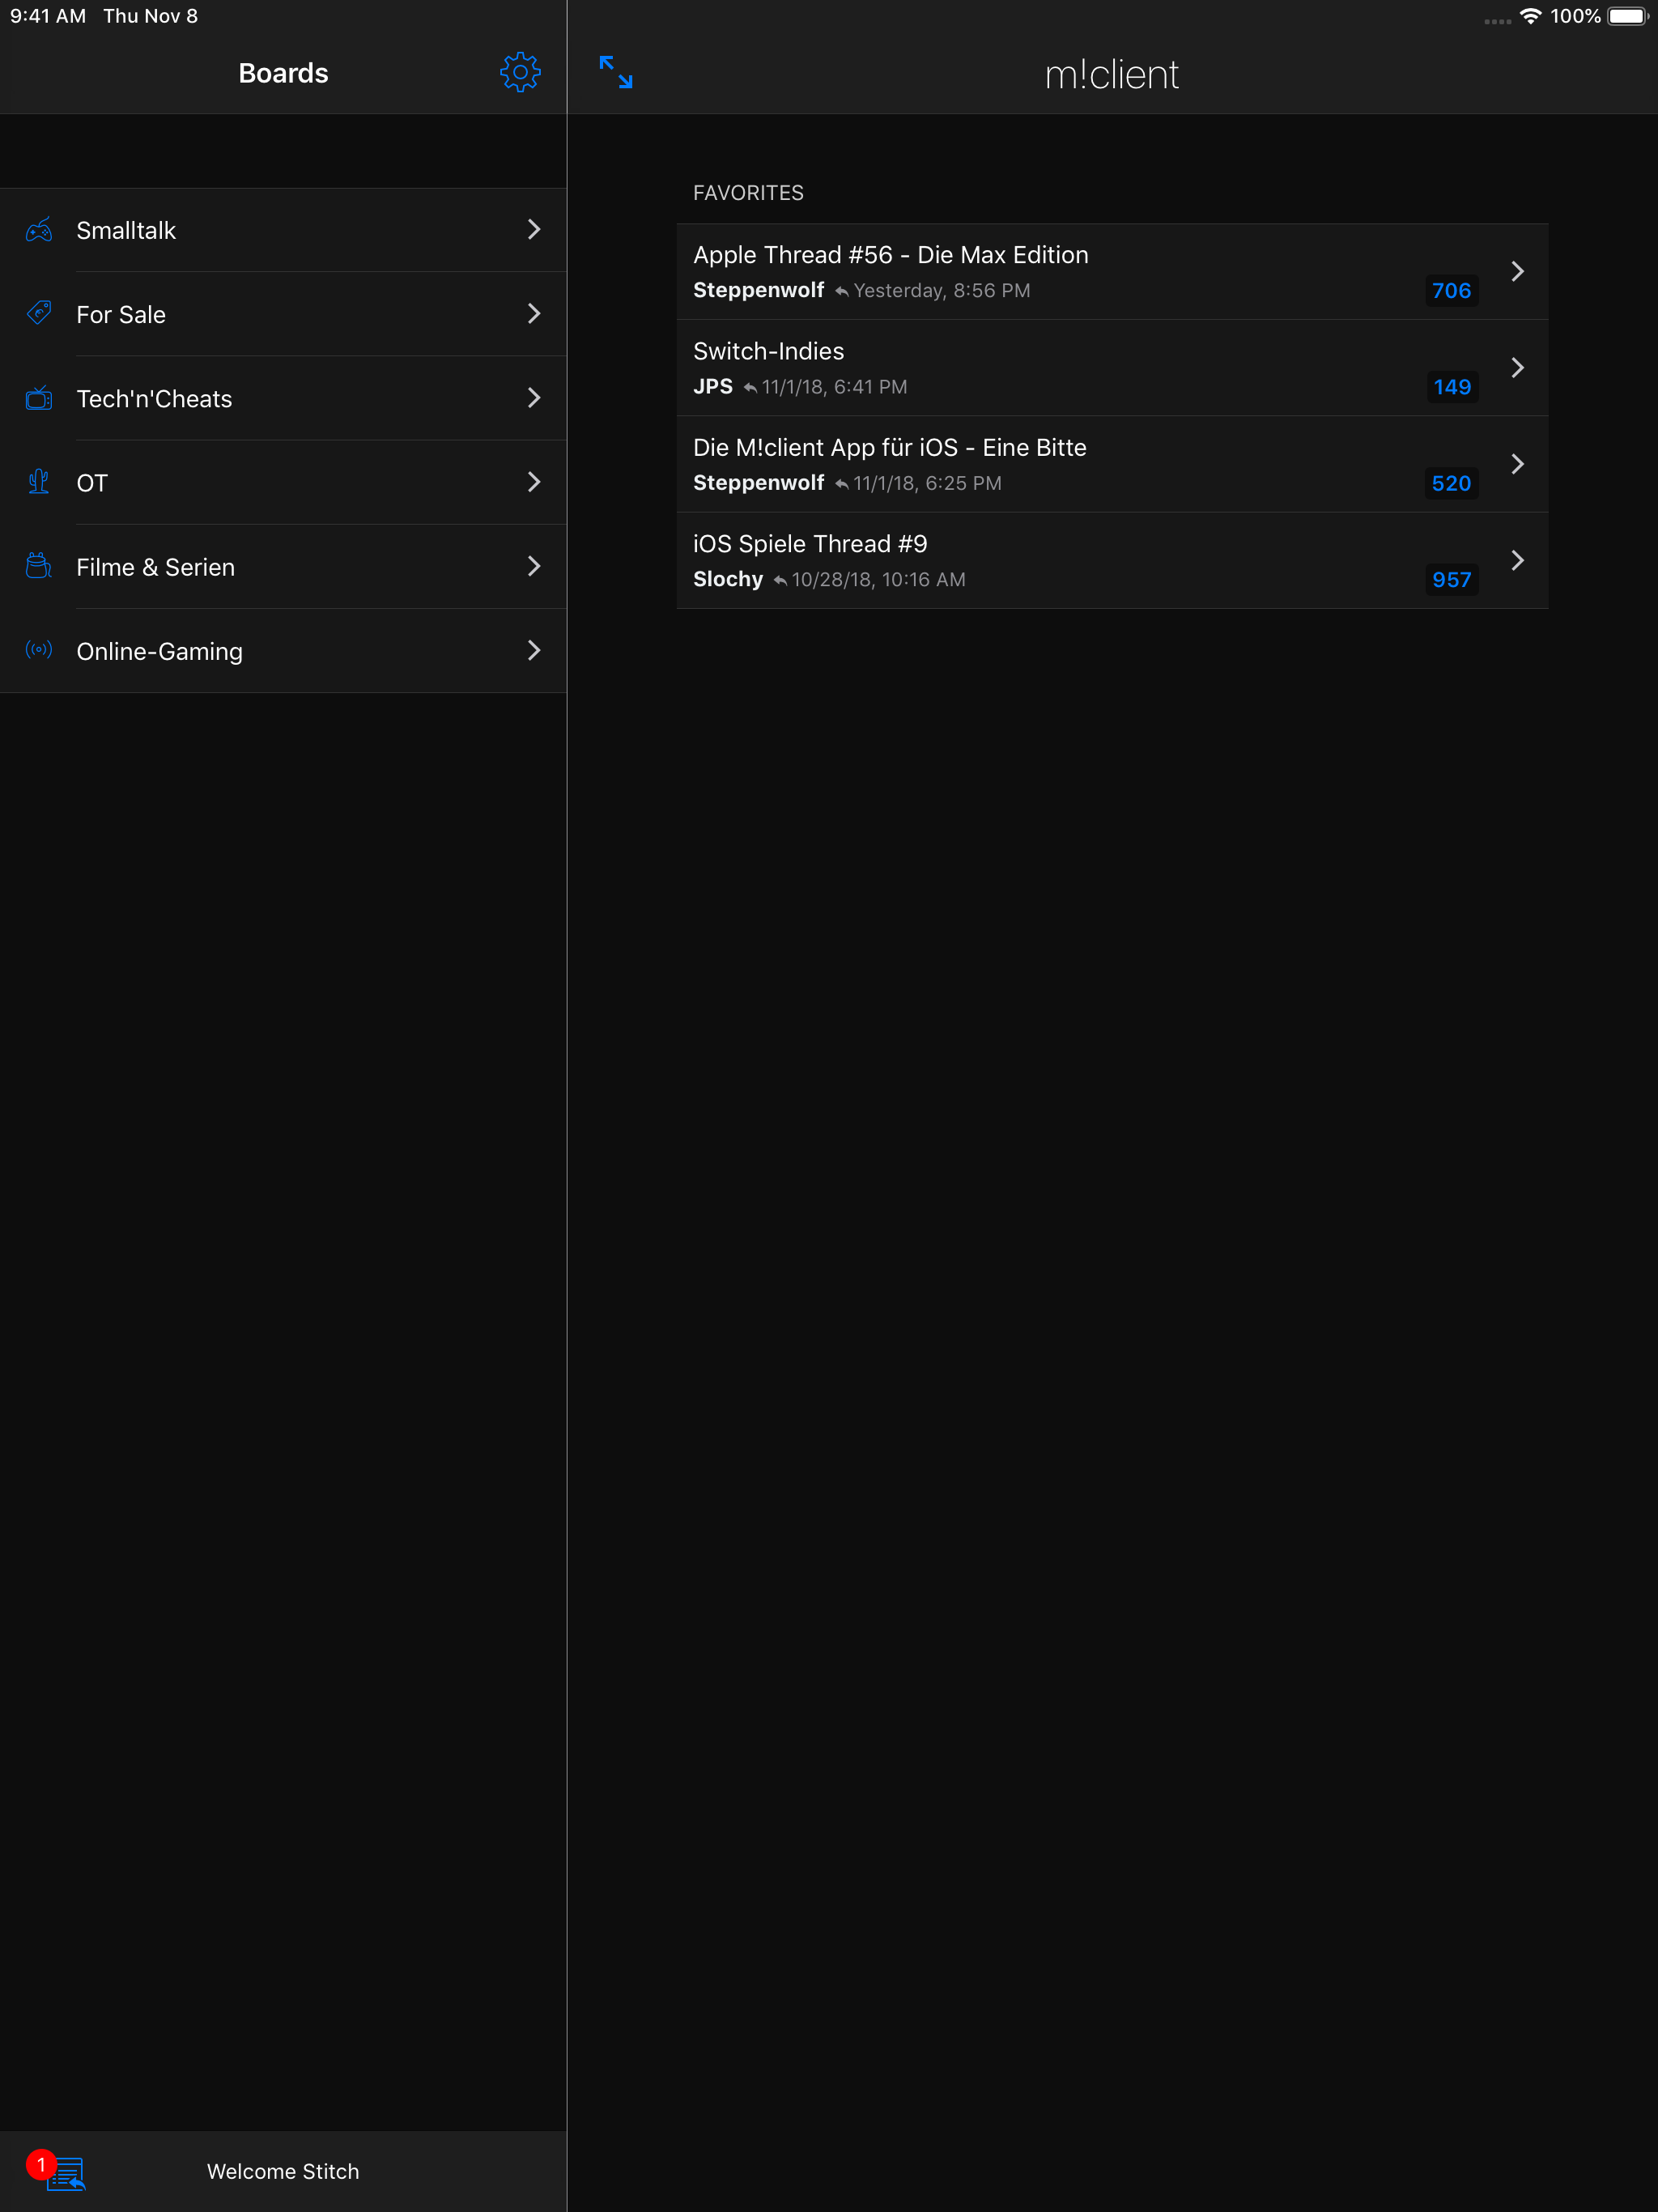 9:41 AM Thu Nov 8
100%
Boards
Smalltalk
For Sale
Tech'n'Cheats
OT
Filme & Serien
Online-Gaming
1
Welcome Stitch
m!client
FAVORITES
Apple Thread #56 - Die Max Edition
Steppenwolf Yesterday, 8:56 PM
706
Switch-Indies
JPS 11/1/18, 6:41 PM
149
Die M!client App für iOS - Eine Bitte
Steppenwolf 11/1/18, 6:25 PM
520
iOS Spiele Thread #9
Slochy 10/28/18, 10:16 AM
957